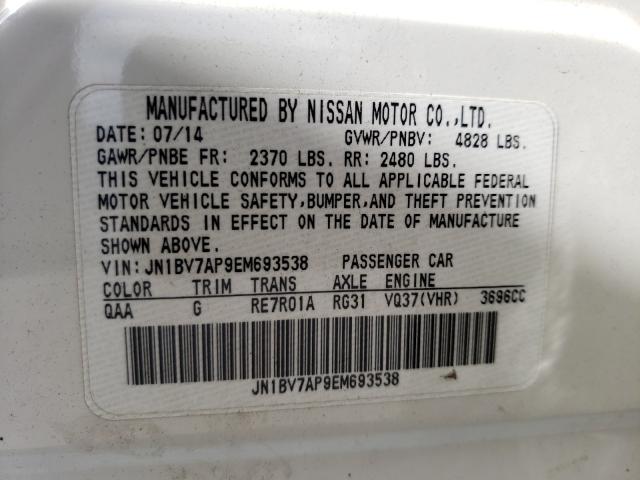 MANUFACTURED BY NISSAN MOTOR CO.,LTD.
DATE: 07/14 GVWR/PNBV: 4828 LBS.
GAWR/PNBE FR: 2370 LBS. RR: 2480 LBS.
THIS VEHICLE CONFORMS TO ALL APPLICABLE FEDERAL
MOTOR VEHICLE SAFETY,BUMPER,AND THEFT PREVENTION
STANDARDS IN EFFECT ON THE DATE OF MANUFACTURE
SHOWN ABOVE.
VIN:JN1BV7AP9EM693538 PASSENGER CAR
COLOR TRIM TRANS AXLE ENGINE
QAA G RE7R01A RG31 VQ37(VHR) 3696CC
JN1BV7AP9EM693538